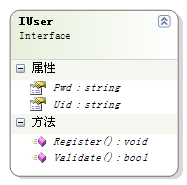 IUser
Interface
属性
Pwd : string
Uid : string
方法
Register() : void
Validate() : bool